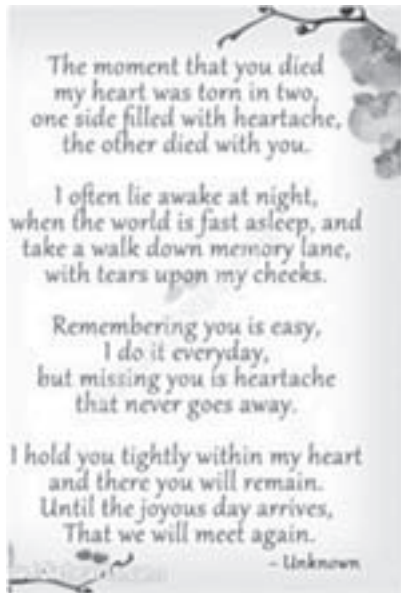 The moment that you died
my heart was torn in two,
one side filled with heartache,
the other died with you.
I often lie awake at night,
when the world is fast asleep, and
take a walk down memory lane,
with tears upon my cheeks.
Remembering you is easy,
I do it everyday,
but missing you is heartache
that never goes away.
I hold you tightly within my heart
and there you will remain.
Until the joyous day arrives,
That we will meet again.
- Unknown